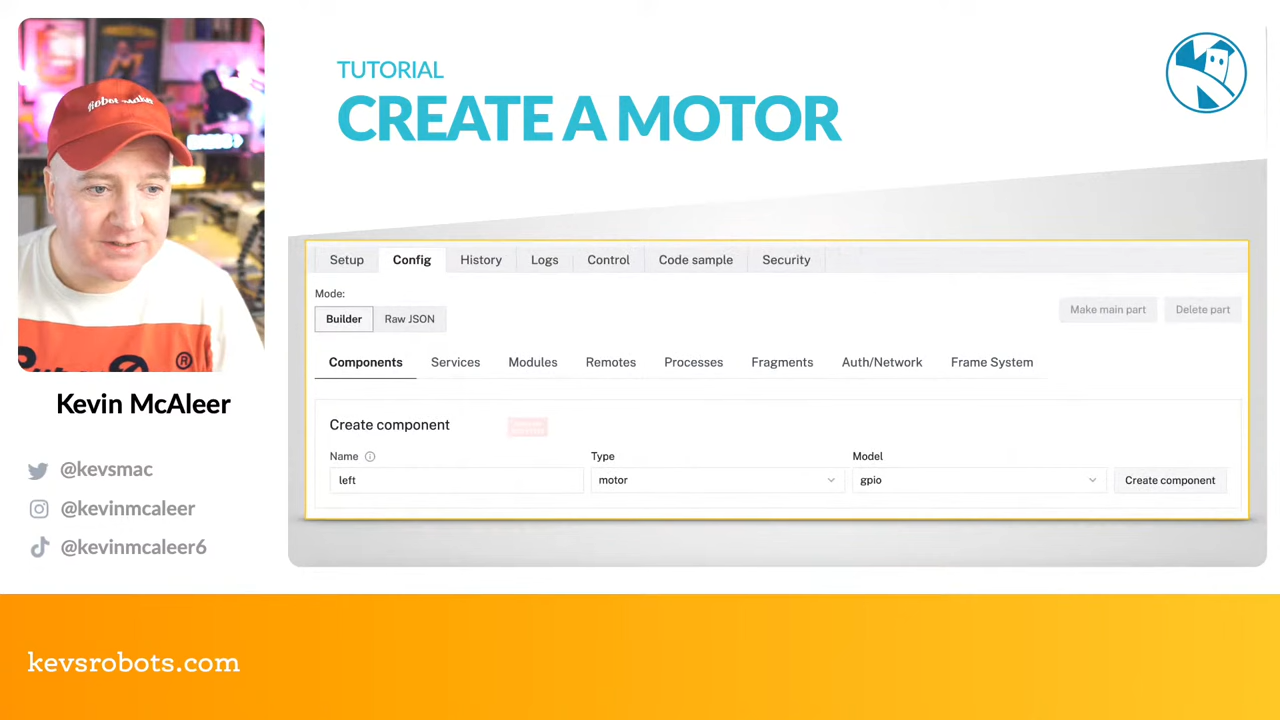 TUTORIAL
CREATE A MOTOR
Setup Config History Logs Control Code sample Security
Mode:
Builder Raw JSON
Make main part Delete part
Components Services Modules Remotes Processes Fragments Auth/Network Frame System
Create component
Name Type Model
left motor gpio Create component
Kevin McAleer
@kevsmac
@kevinmcaleer
@kevinmcaleer6
kevsrobots.com